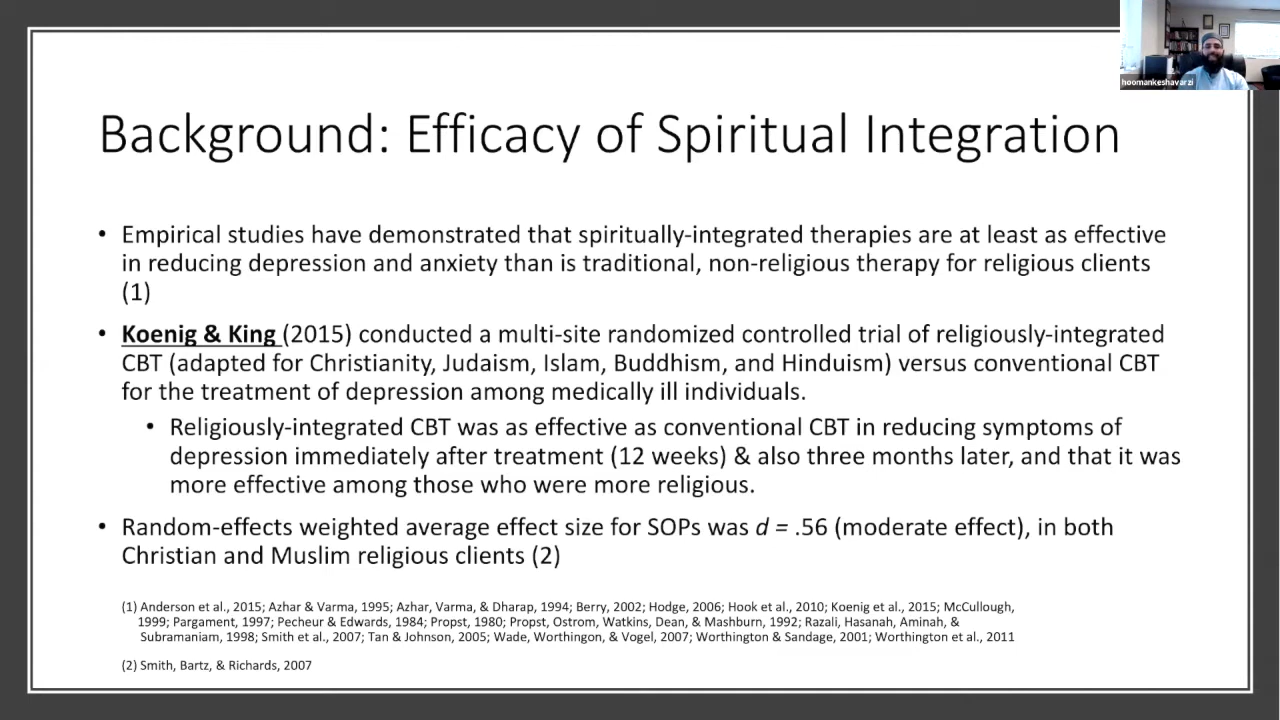 hoomankeshavarzi
Background: Efficacy of Spiritual Integration
• Empirical studies have demonstrated that spiritually-integrated therapies are at least as effective
in reducing depression and anxiety than is traditional, non-religious therapy for religious clients
(1)
• Koenig & King (2015) conducted a multi-site randomized controlled trial of religiously-integrated
CBT (adapted for Christianity, Judaism, Islam, Buddhism, and Hinduism) versus conventional CBT
for the treatment of depression among medically ill individuals.
• Religiously-integrated CBT was as effective as conventional CBT in reducing symptoms of
depression immediately after treatment (12 weeks) & also three months later, and that it was
more effective among those who were more religious.
• Random-effects weighted average effect size for SOPs was d = .56 (moderate effect), in both
Christian and Muslim religious clients (2)
(1) Anderson et al., 2015; Azhar & Varma, 1995; Azhar, Varma, & Dharap, 1994; Berry, 2002; Hodge, 2006; Hook et al., 2010; Koenig et al., 2015; McCullough,
1999; Pargament, 1997; Pecheur & Edwards, 1984; Propst, 1980; Propst, Ostrom, Watkins, Dean, & Mashburn, 1992; Razali, Hasanah, Aminah, &
Subramaniam, 1998; Smith et al., 2007; Tan & Johnson, 2005; Wade, Worthingon, & Vogel, 2007; Worthington & Sandage, 2001; Worthington et al., 2011
(2) Smith, Bartz, & Richards, 2007